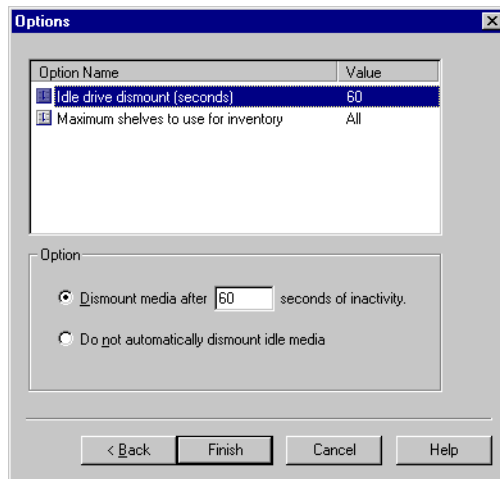 Options
Option Name Value
Idle drive dismount (seconds) 60
Maximum shelves to use for inventory All
Option
Dismount media after 60 seconds of inactivity.
Do not automatically dismount idle media
< Back Finish Cancel Help